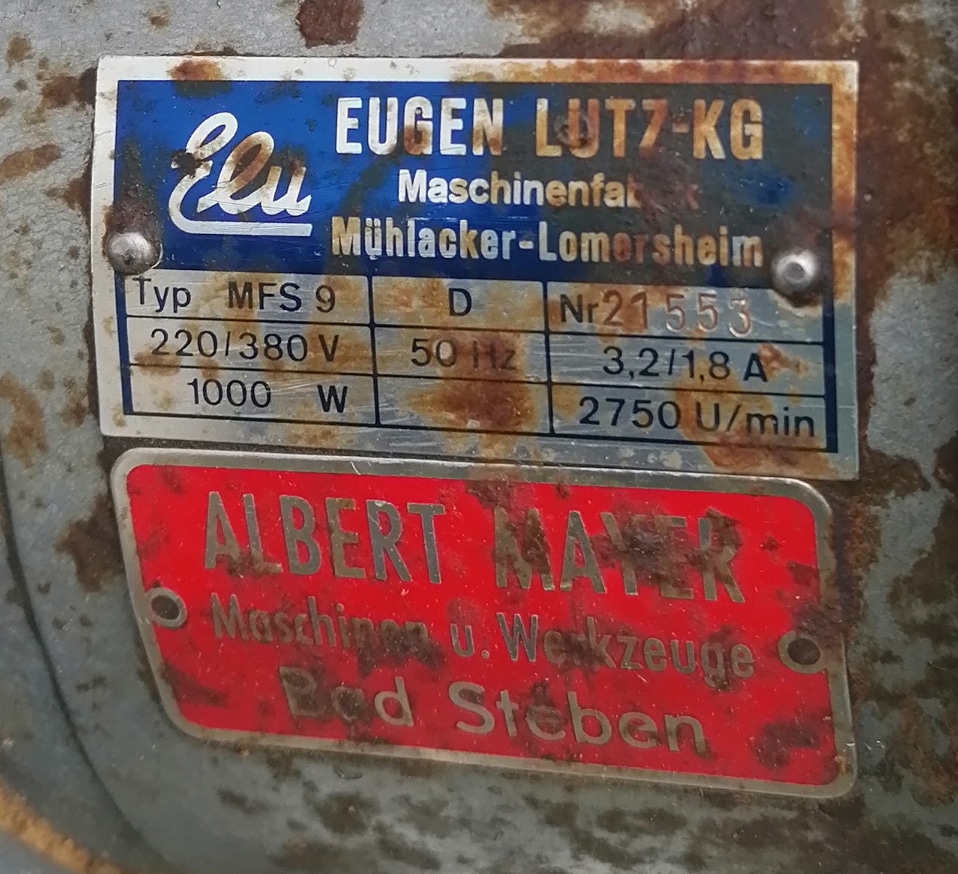 Elu
EUGEN LUTZ-KG
Mühlacker-Lomersheim
Typ MFS 9 D Nr 21553
220/380 V 50 Hz 3,2/1,8 A
1000 W 2750 U/min
ALBERT MAYER
Maschinen u. Werkzeuge
Bad Steben